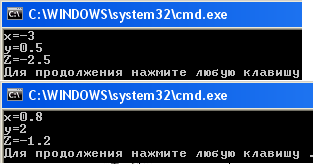 C:\WINDOWS\system32\cmd.exe
x=-3
y=0.5
Z=-2.5
Для продолжения нажмите любую клавишу
C:\WINDOWS\system32\cmd.exe
x=0.8
y=2
Z=-1.2
Для продолжения нажмите любую клавишу .